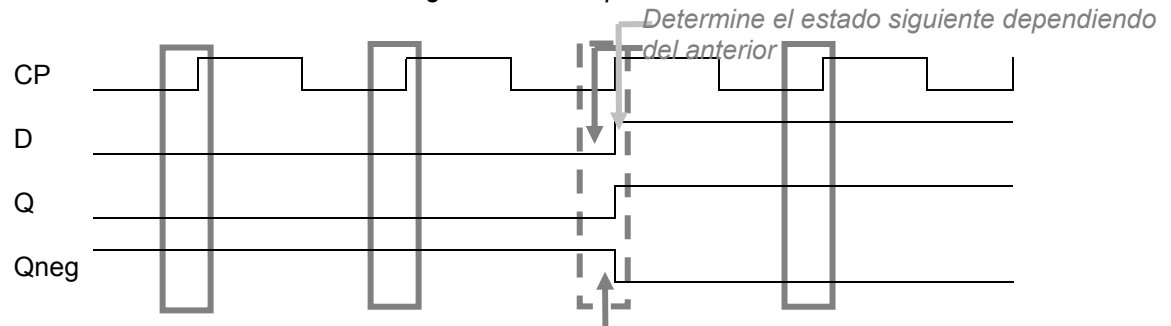 Determine el estado siguiente dependiendo
del anterior
CP
D
Q
Qneg